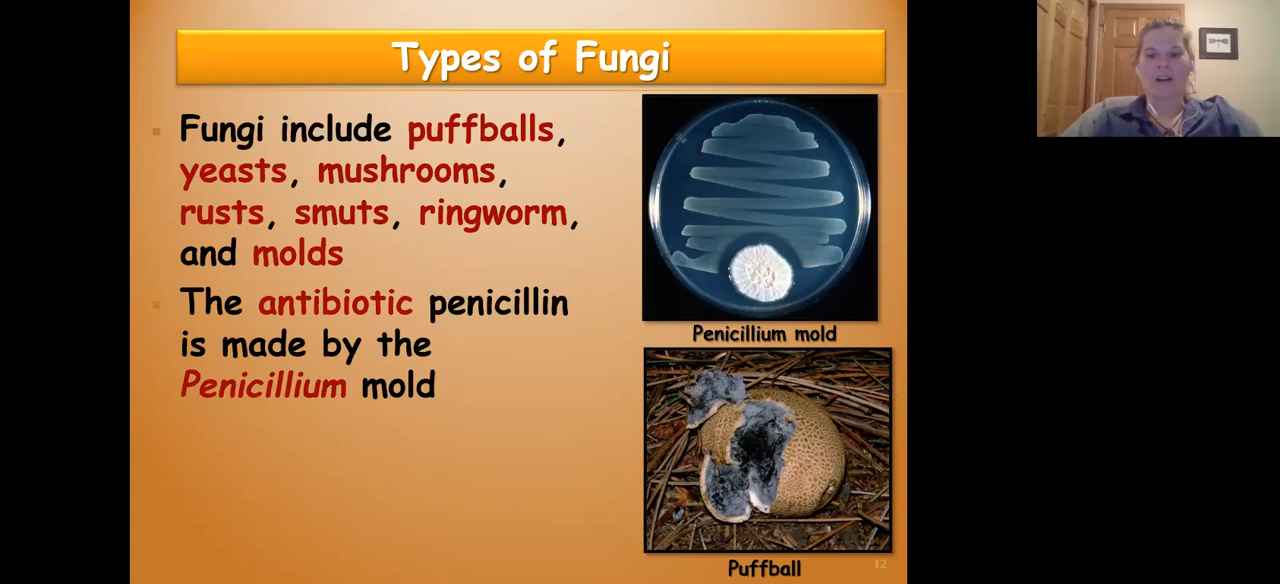 Types of Fungi
Fungi include puffballs,
yeasts, mushrooms,
rusts, smuts, ringworm,
and molds
The antibiotic penicillin
is made by the
Penicillium mold
Penicillium mold
Puffball
12